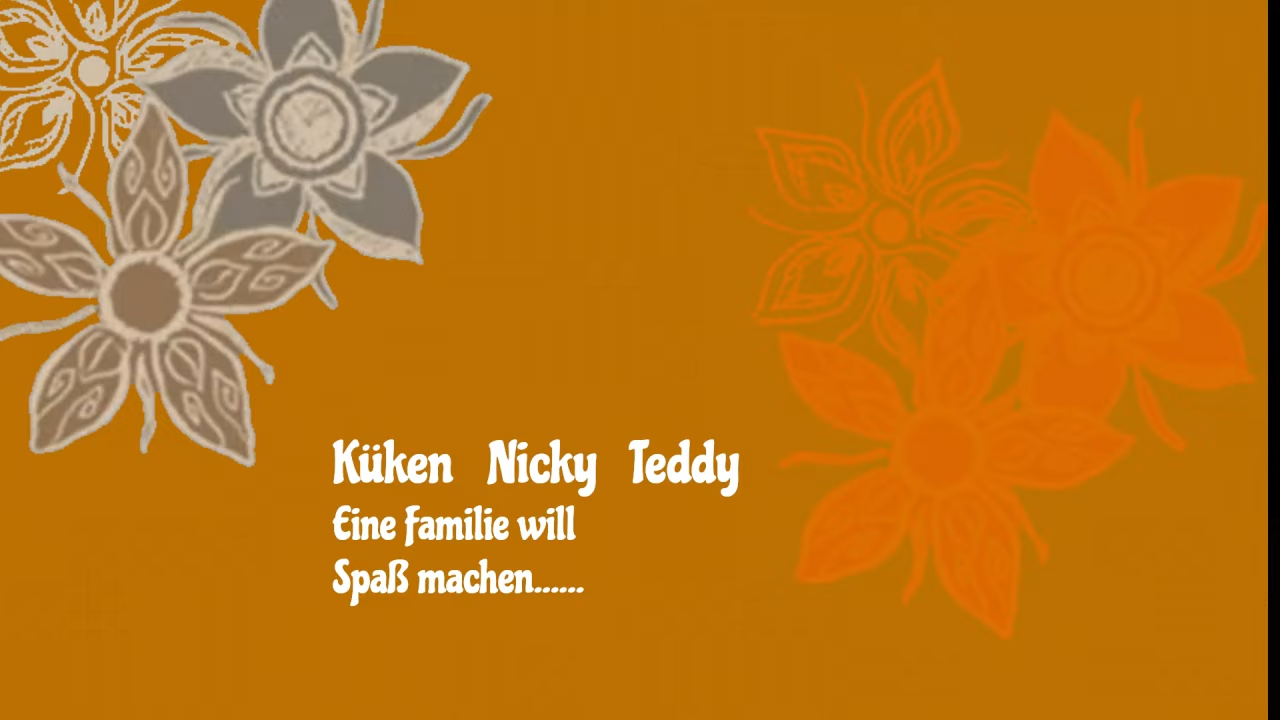 Küken Nicky Teddy
Eine Familie will
Spaß machen......